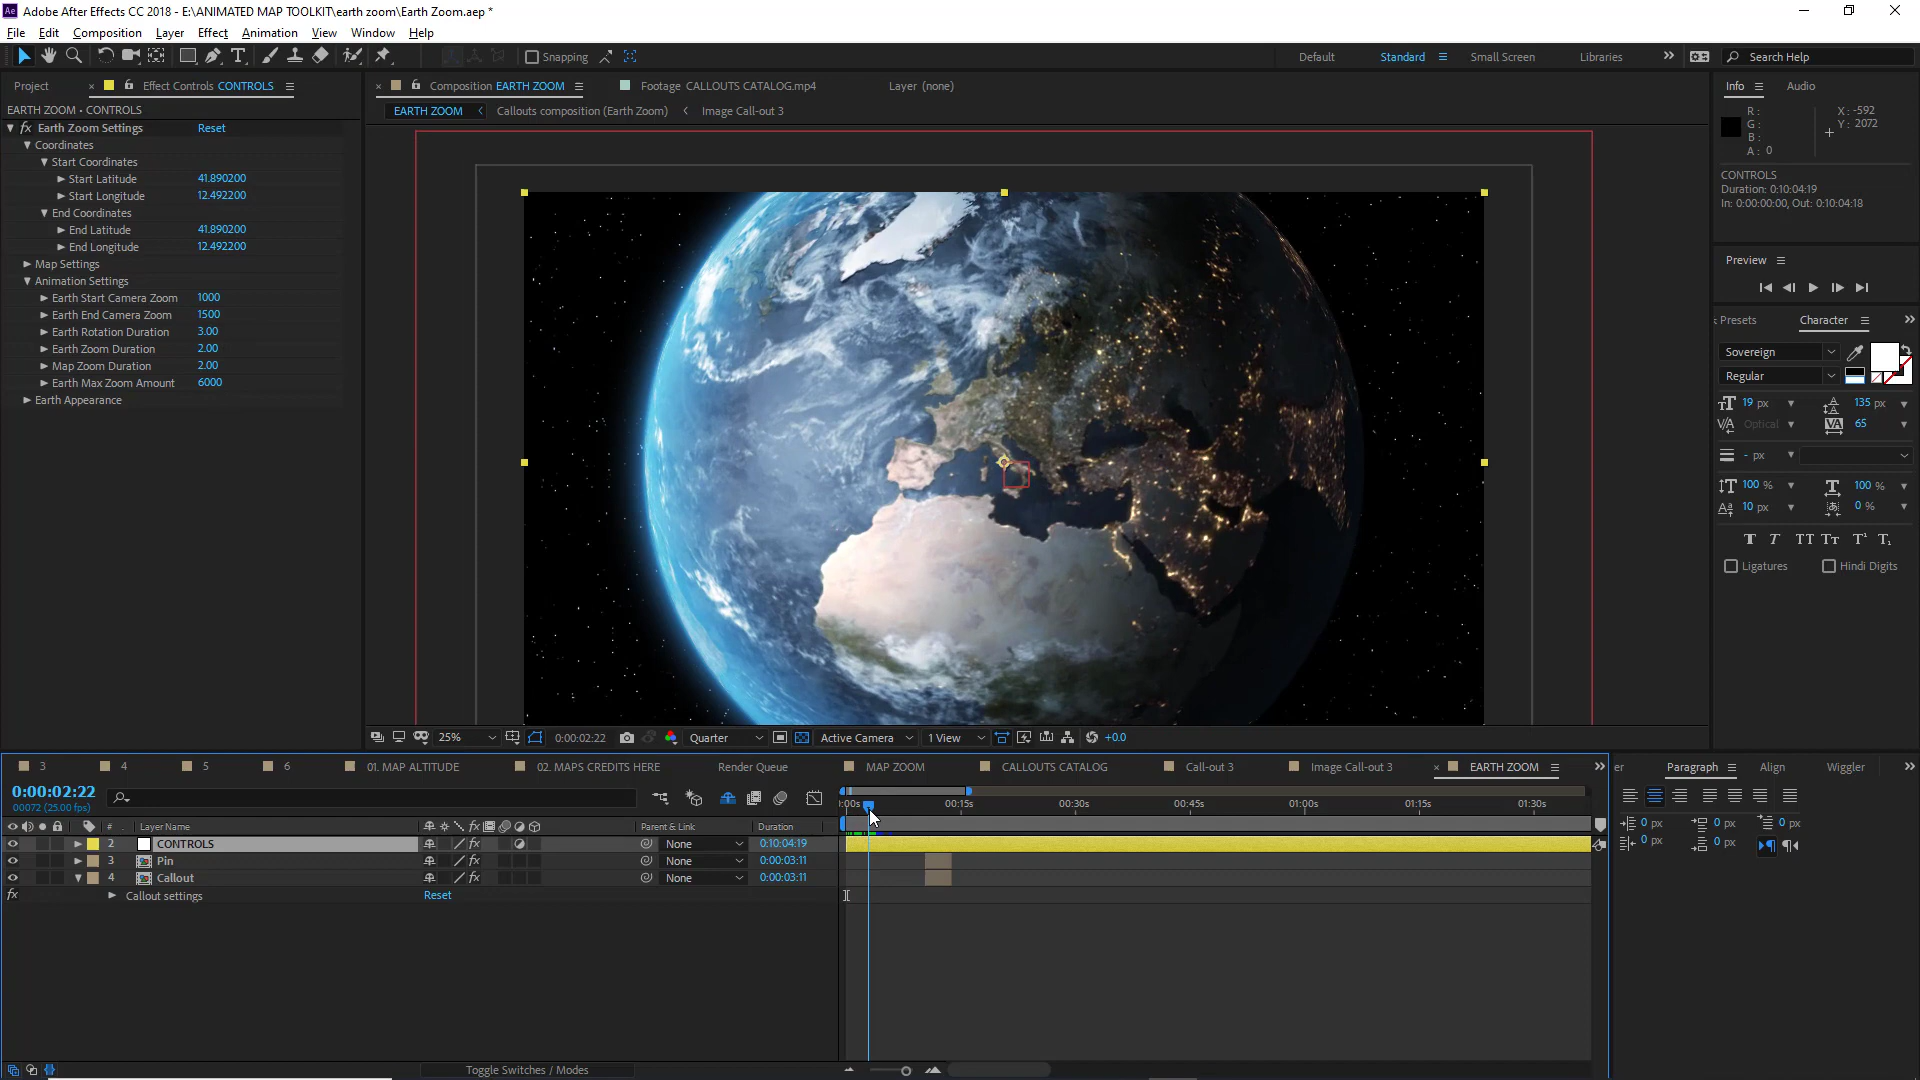 Adobe After Effects CC 2018 - E:\ANIMATED MAP TOOLKIT\earth zoom\Earth Zoom.aep *
File Edit Composition Layer Effect Animation View Window Help
Snapping Default Standard Small Screen Libraries Search Help
Project Effect Controls CONTROLS
EARTH ZOOM • CONTROLS
fx Earth Zoom Settings Reset
Coordinates
Start Coordinates
Start Latitude 41.890200
Start Longitude 12.492200
End Coordinates
End Latitude 41.890200
End Longitude 12.492200
Map Settings
Animation Settings
Earth Start Camera Zoom 1000
Earth End Camera Zoom 1500
Earth Rotation Duration 3.00
Earth Zoom Duration 2.00
Map Zoom Duration 2.00
Earth Max Zoom Amount 6000
Earth Appearance
Composition EARTH ZOOM Footage CALLOUTS CATALOG.mp4 Layer (none)
EARTH ZOOM Callouts composition (Earth Zoom) Image Call-out 3
25% 0:00:02:22 Quarter Active Camera 1 View +0.0
Info Audio
R : X : -592
G : Y : 2072
B :
A : 0
CONTROLS
Duration: 0:10:04:19
In: 0:00:00:00, Out: 0:10:04:18
Preview
Presets Character
Sovereign
Regular
19 px 135 px
Optical 65
- px
100 % 100 %
10 px 0 %
Ligatures Hindi Digits
3 4 5 6 01. MAP ALTITUDE 02. MAPS CREDITS HERE Render Queue MAP ZOOM CALLOUTS CATALOG Call-out 3 Image Call-out 3 EARTH ZOOM
0:00:02:22
00072 (25.00 fps)
:00s 00:15s 00:30s 00:45s 01:00s 01:15s 01:30s
# Layer Name Parent & Link Duration
2 CONTROLS None 0:10:04:19
3 Pin None 0:00:03:11
4 Callout None 0:00:03:11
fx Callout settings Reset
Toggle Switches / Modes
er Paragraph Align Wiggler
0 px 0 px 0 px
0 px 0 px